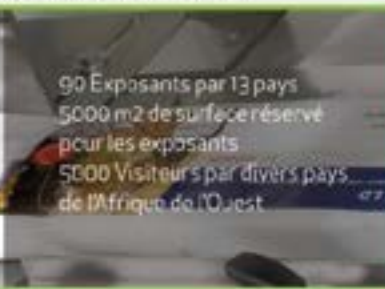 90 Exposants par 13 pays
5000 m2 de surface réservé
pour les exposants
5000 Visiteurs par divers pays
de l'Afrique de l'Ouest